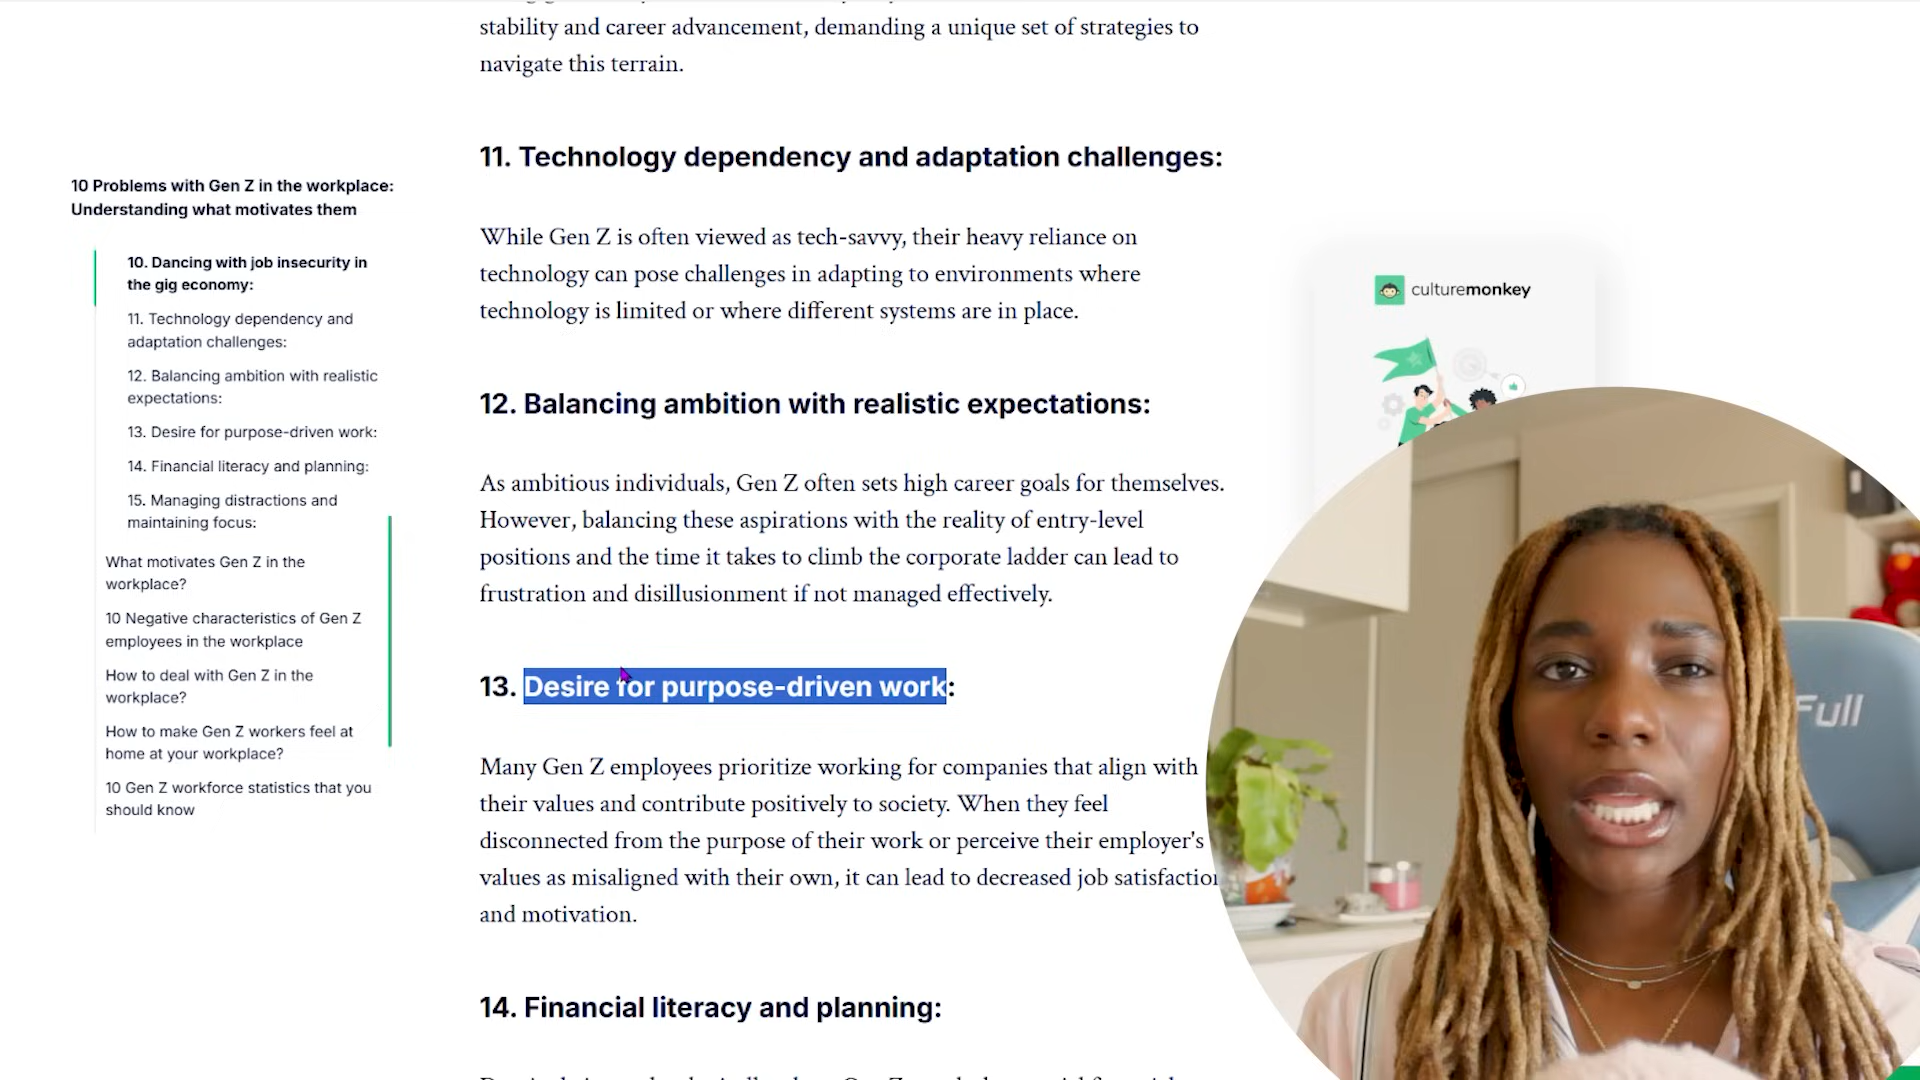 stability and career advancement, demanding a unique set of strategies to
navigate this terrain.
11. Technology dependency and adaptation challenges:
While Gen Z is often viewed as tech-savvy, their heavy reliance on
technology can pose challenges in adapting to environments where
technology is limited or where different systems are in place.
12. Balancing ambition with realistic expectations:
As ambitious individuals, Gen Z often sets high career goals for themselves.
However, balancing these aspirations with the reality of entry-level
positions and the time it takes to climb the corporate ladder can lead to
frustration and disillusionment if not managed effectively.
13. Desire for purpose-driven work:
Many Gen Z employees prioritize working for companies that align with
their values and contribute positively to society. When they feel
disconnected from the purpose of their work or perceive their employer's
values as misaligned with their own, it can lead to decreased job satisfaction
and motivation.
14. Financial literacy and planning:
10 Problems with Gen Z in the workplace:
Understanding what motivates them
10. Dancing with job insecurity in
the gig economy:
11. Technology dependency and
adaptation challenges:
12. Balancing ambition with realistic
expectations:
13. Desire for purpose-driven work:
14. Financial literacy and planning:
15. Managing distractions and
maintaining focus:
What motivates Gen Z in the
workplace?
10 Negative characteristics of Gen Z
employees in the workplace
How to deal with Gen Z in the
workplace?
How to make Gen Z workers feel at
home at your workplace?
10 Gen Z workforce statistics that you
should know
culturemonkey
Full